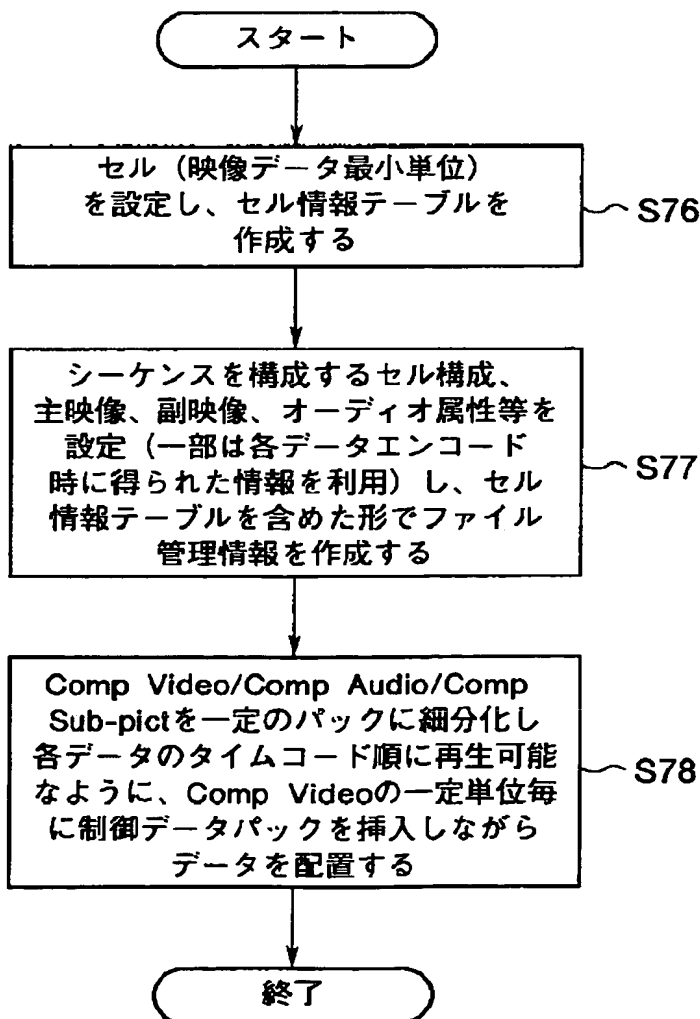 スタート
セル（映像データ最小単位）
を設定し、セル情報テーブルを
作成する
S76
シーケンスを構成するセル構成、
主映像、副映像、オーディオ属性等を
設定（一部は各データエンコード
時に得られた情報を利用）し、セル
情報テーブルを含めた形でファイル
管理情報を作成する
S77
Comp Video/Comp Audio/Comp
Sub-pictを一定のパックに細分化し
各データのタイムコード順に再生可能
なように、Comp Videoの一定単位毎
に制御データパックを挿入しながら
データを配置する
S78
終了